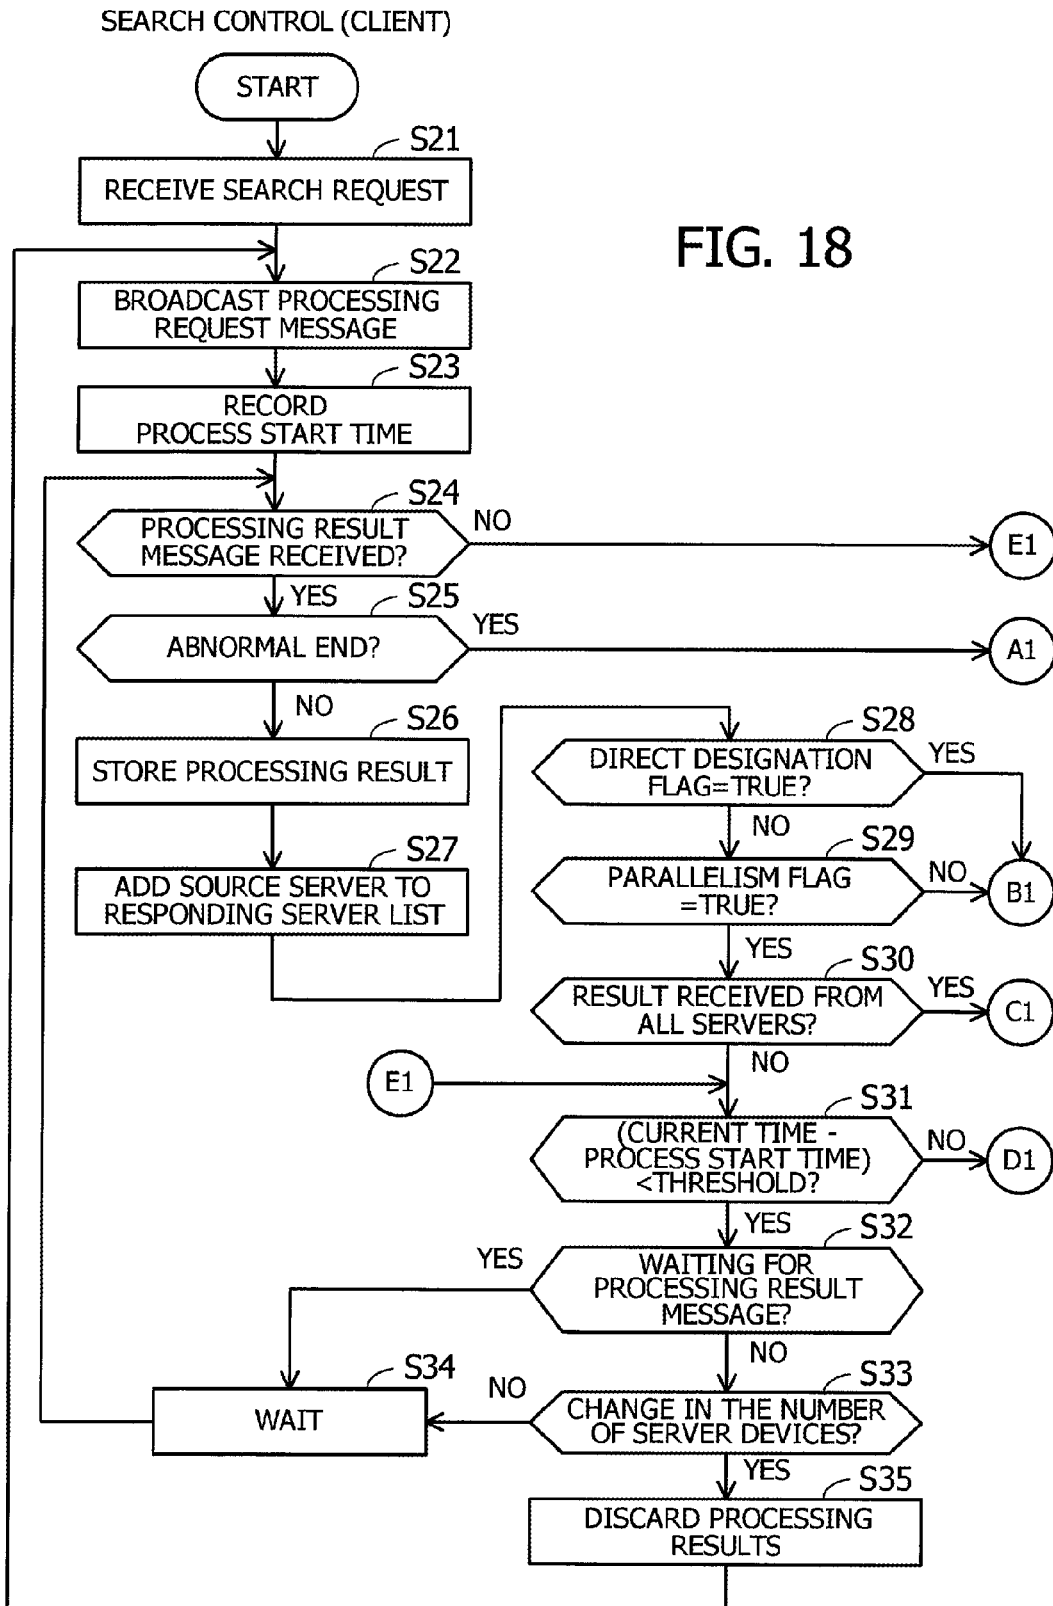 SEARCH CONTROL (CLIENT)
START
S21
RECEIVE SEARCH REQUEST
FIG. 18
S22
BROADCAST PROCESSING
REQUEST MESSAGE
S23
RECORD
PROCESS START TIME
S24
PROCESSING RESULT
MESSAGE RECEIVED?
NO
E1
YES
S25
ABNORMAL END?
YES
A1
NO
S26
STORE PROCESSING RESULT
S27
ADD SOURCE SERVER TO
RESPONDING SERVER LIST
S28
DIRECT DESIGNATION
FLAG=TRUE?
YES
NO
S29
PARALLELISM FLAG
=TRUE?
NO
B1
YES
S30
RESULT RECEIVED FROM
ALL SERVERS?
YES
C1
NO
E1
S31
(CURRENT TIME -
PROCESS START TIME)
<THRESHOLD?
NO
D1
YES
S32
WAITING FOR
PROCESSING RESULT
MESSAGE?
YES
NO
S33
CHANGE IN THE NUMBER
OF SERVER DEVICES?
NO
S34
WAIT
YES
S35
DISCARD PROCESSING
RESULTS